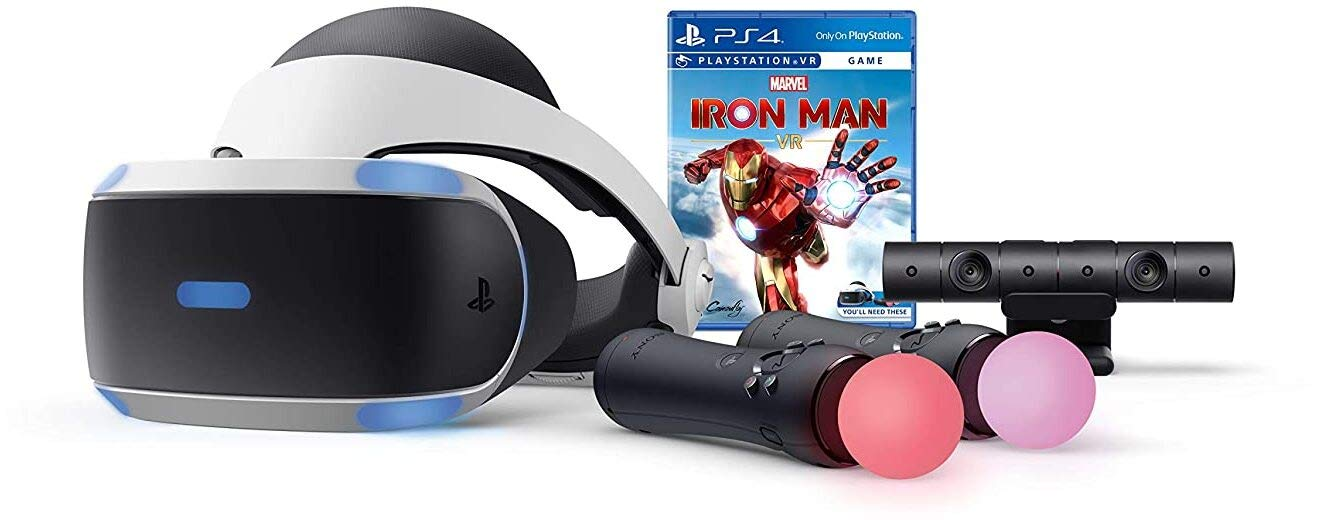 PS4
Only On PlayStation®
PLAYSTATION®VR GAME
MARVEL
IRON MAN
VR
YOU'LL NEED THESE
SONY
SONY